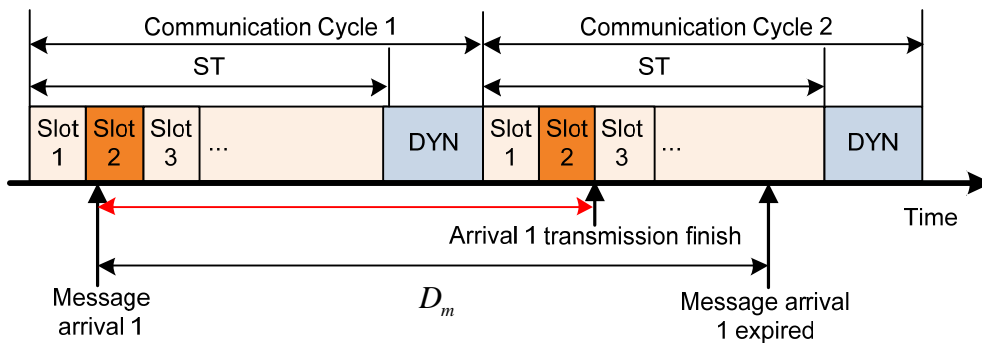 Communication Cycle 1
Communication Cycle 2
ST
ST
Slot 1
Slot 2
Slot 3
...
DYN
Slot 1
Slot 2
Slot 3
...
DYN
Time
Arrival 1 transmission finish
Message
arrival 1
D_m
Message arrival
1 expired